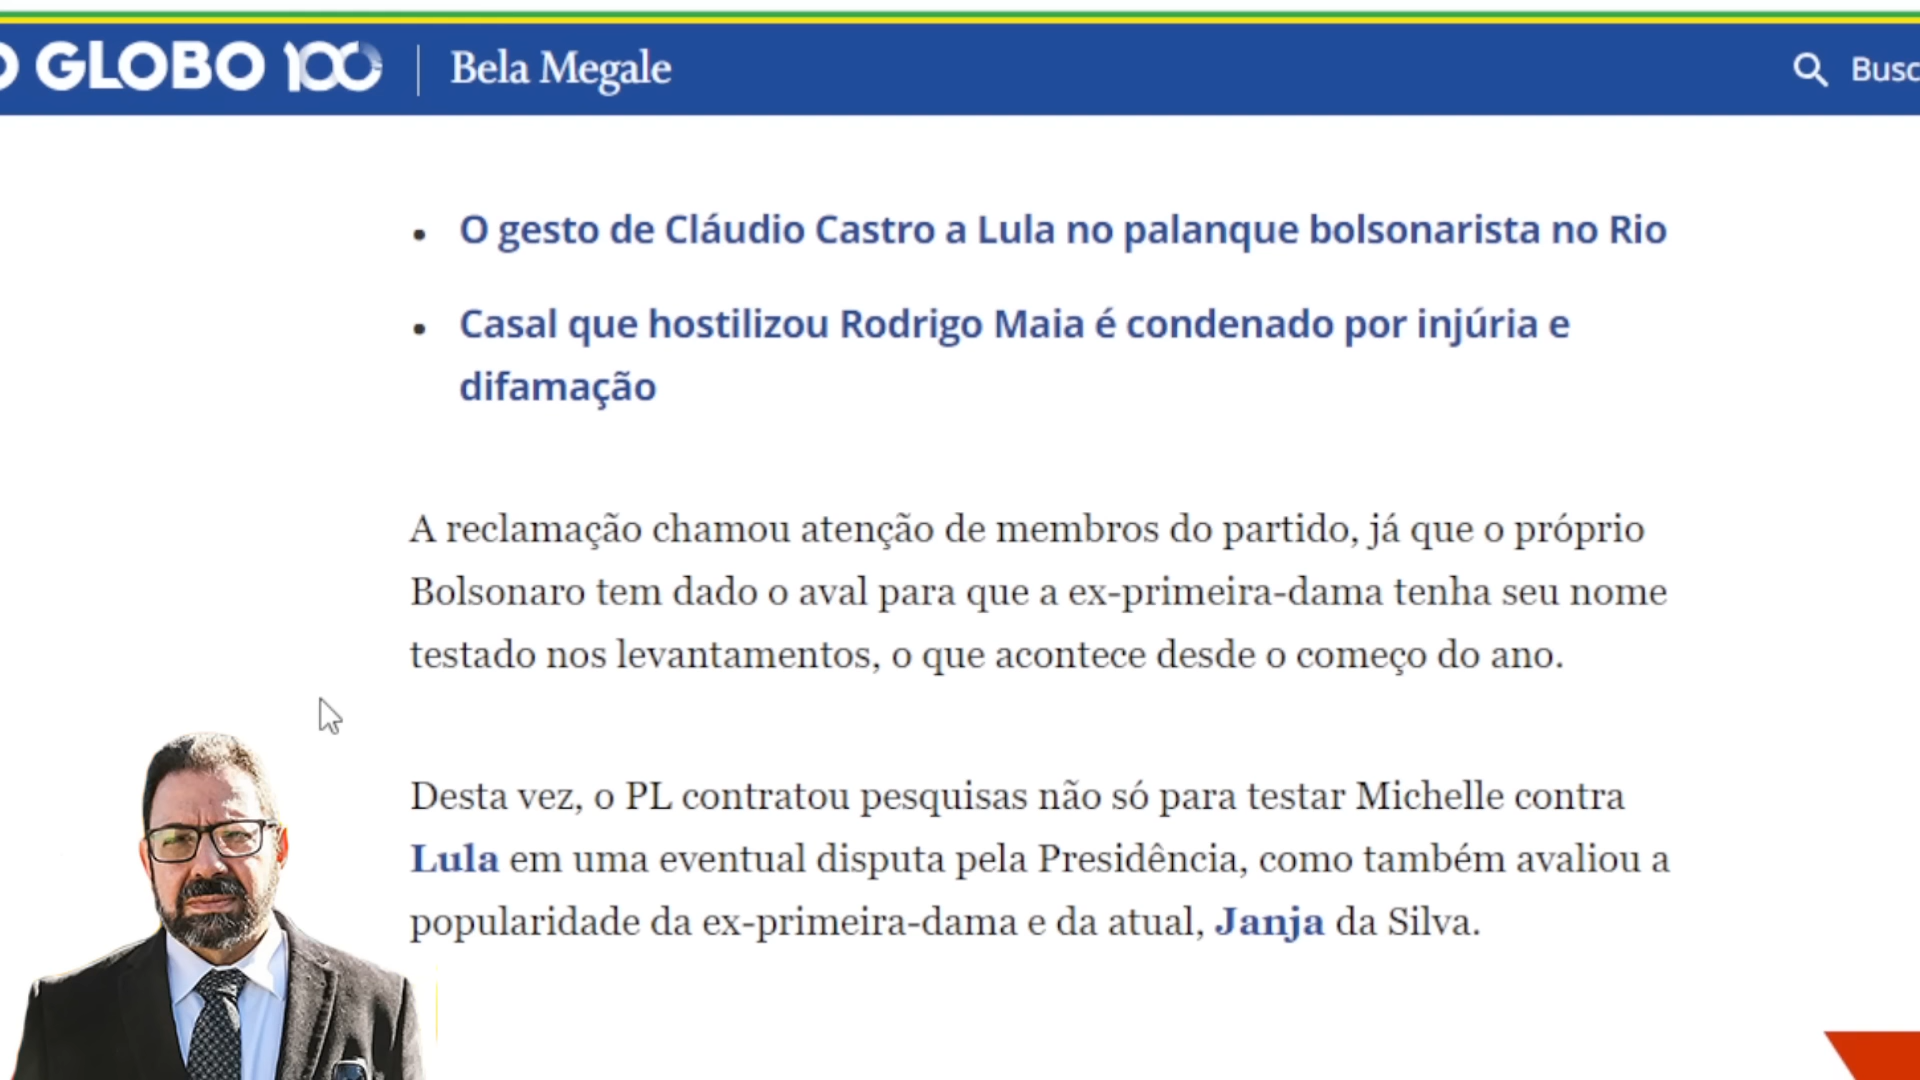 O GLOBO 100 Bela Megale Busc
• O gesto de Cláudio Castro a Lula no palanque bolsonarista no Rio
• Casal que hostilizou Rodrigo Maia é condenado por injúria e
difamação
A reclamação chamou atenção de membros do partido, já que o próprio
Bolsonaro tem dado o aval para que a ex-primeira-dama tenha seu nome
testado nos levantamentos, o que acontece desde o começo do ano.
Desta vez, o PL contratou pesquisas não só para testar Michelle contra
Lula em uma eventual disputa pela Presidência, como também avaliou a
popularidade da ex-primeira-dama e da atual, Janja da Silva.